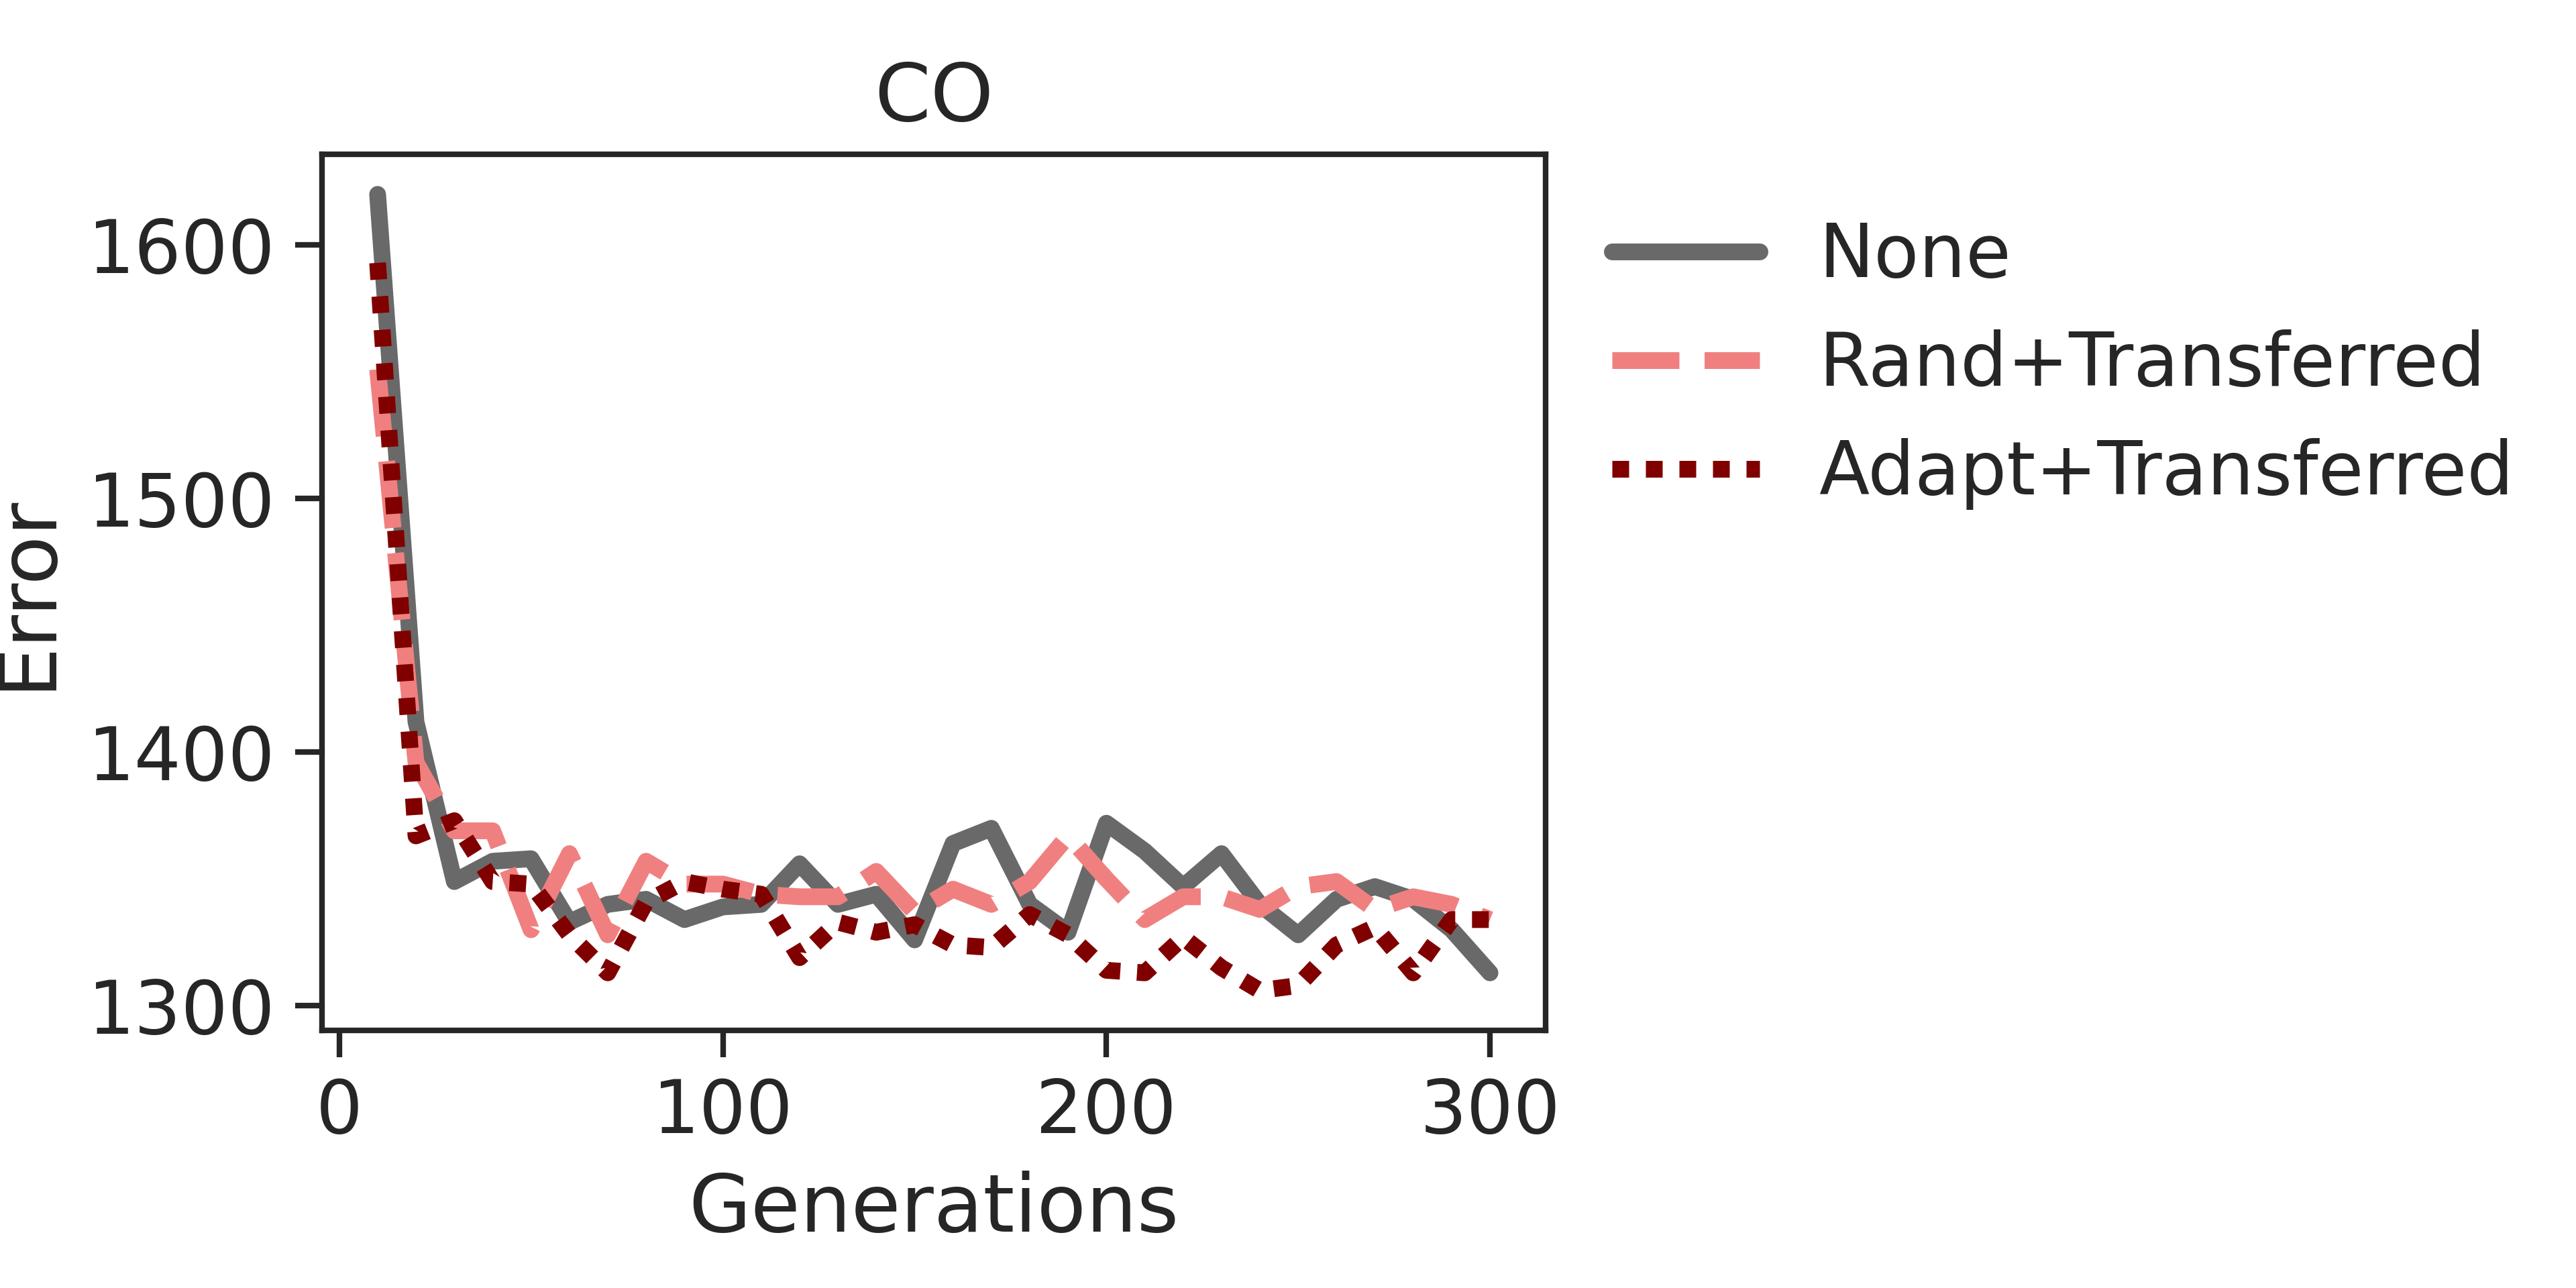 CO
Error
1600
1500
1400
1300
0 100 200 300
Generations
None
Rand+Transferred
Adapt+Transferred